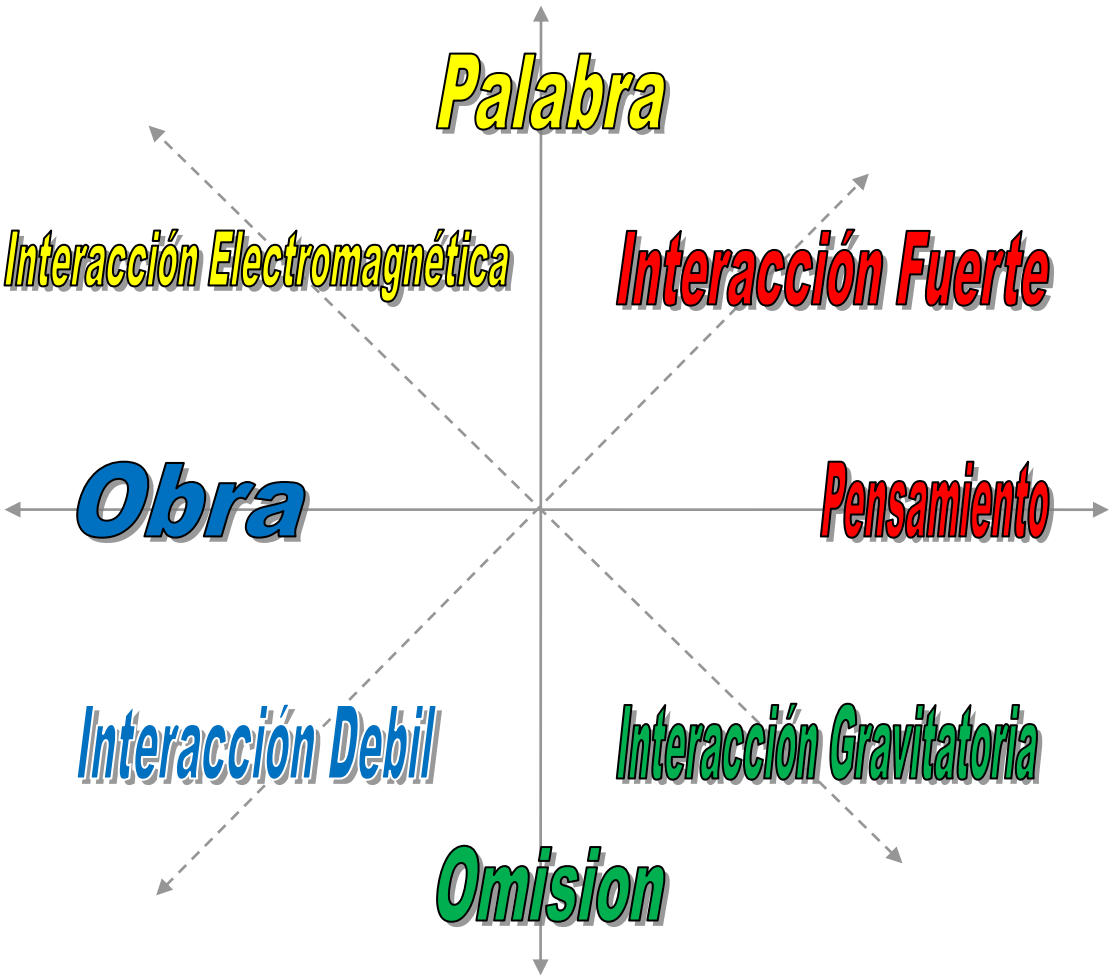 Palabra
Interacción Electromagnética
Interacción Fuerte
Obra
Pensamiento
Interacción Debil
Interacción Gravitatoria
Omision